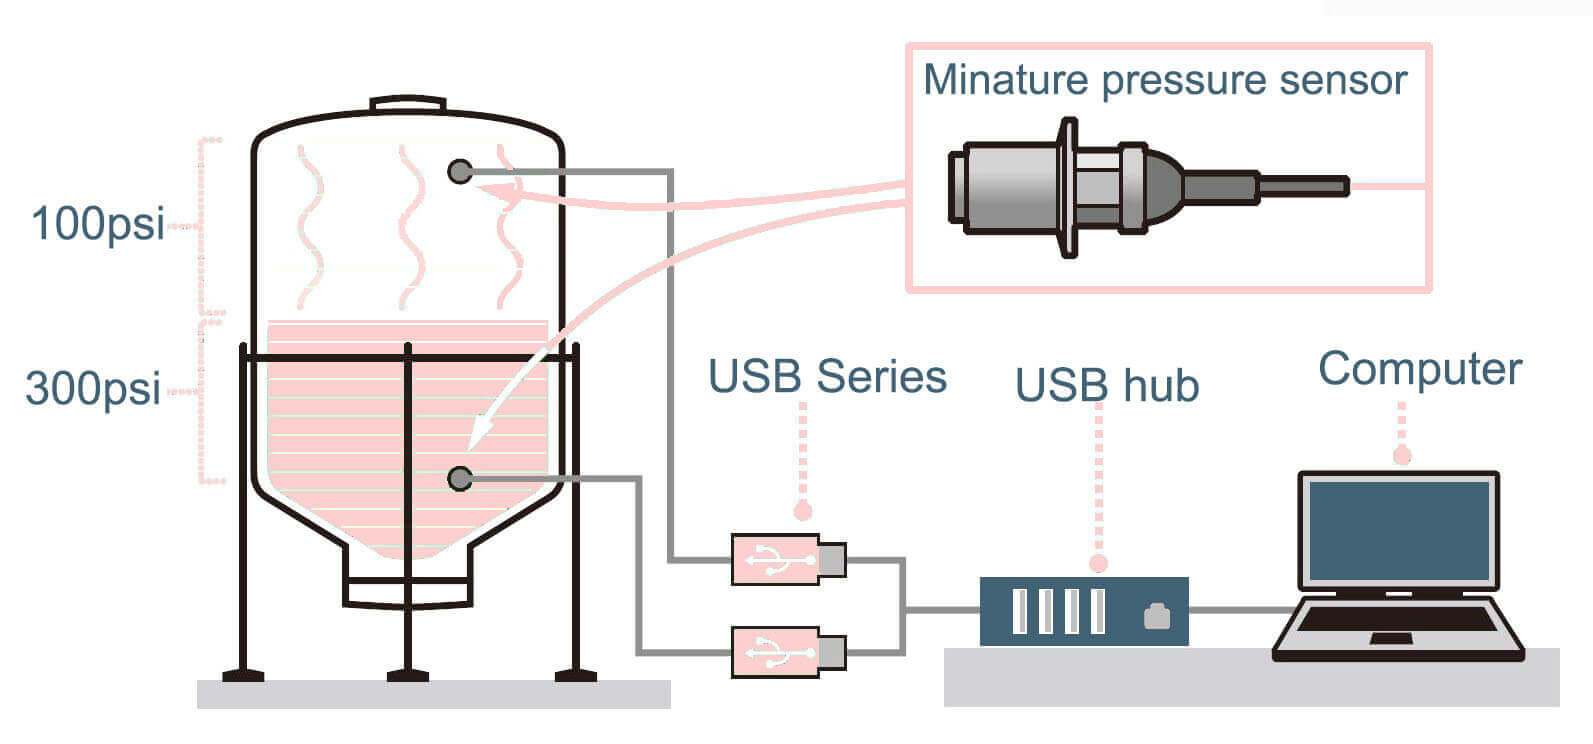 Minature pressure sensor
100psi
300psi
USB Series
USB hub
Computer